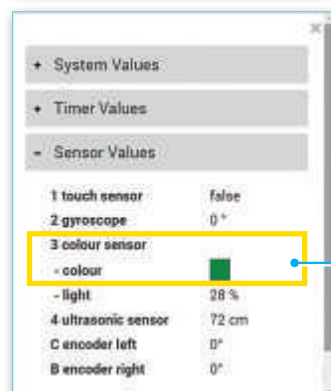 + System Values
+ Timer Values
- Sensor Values
1 touch sensor false
2 gyroscope 0 °
3 colour sensor
- colour
- light 28 %
4 ultrasonic sensor 72 cm
C encoder left 0°
B encoder right 0°